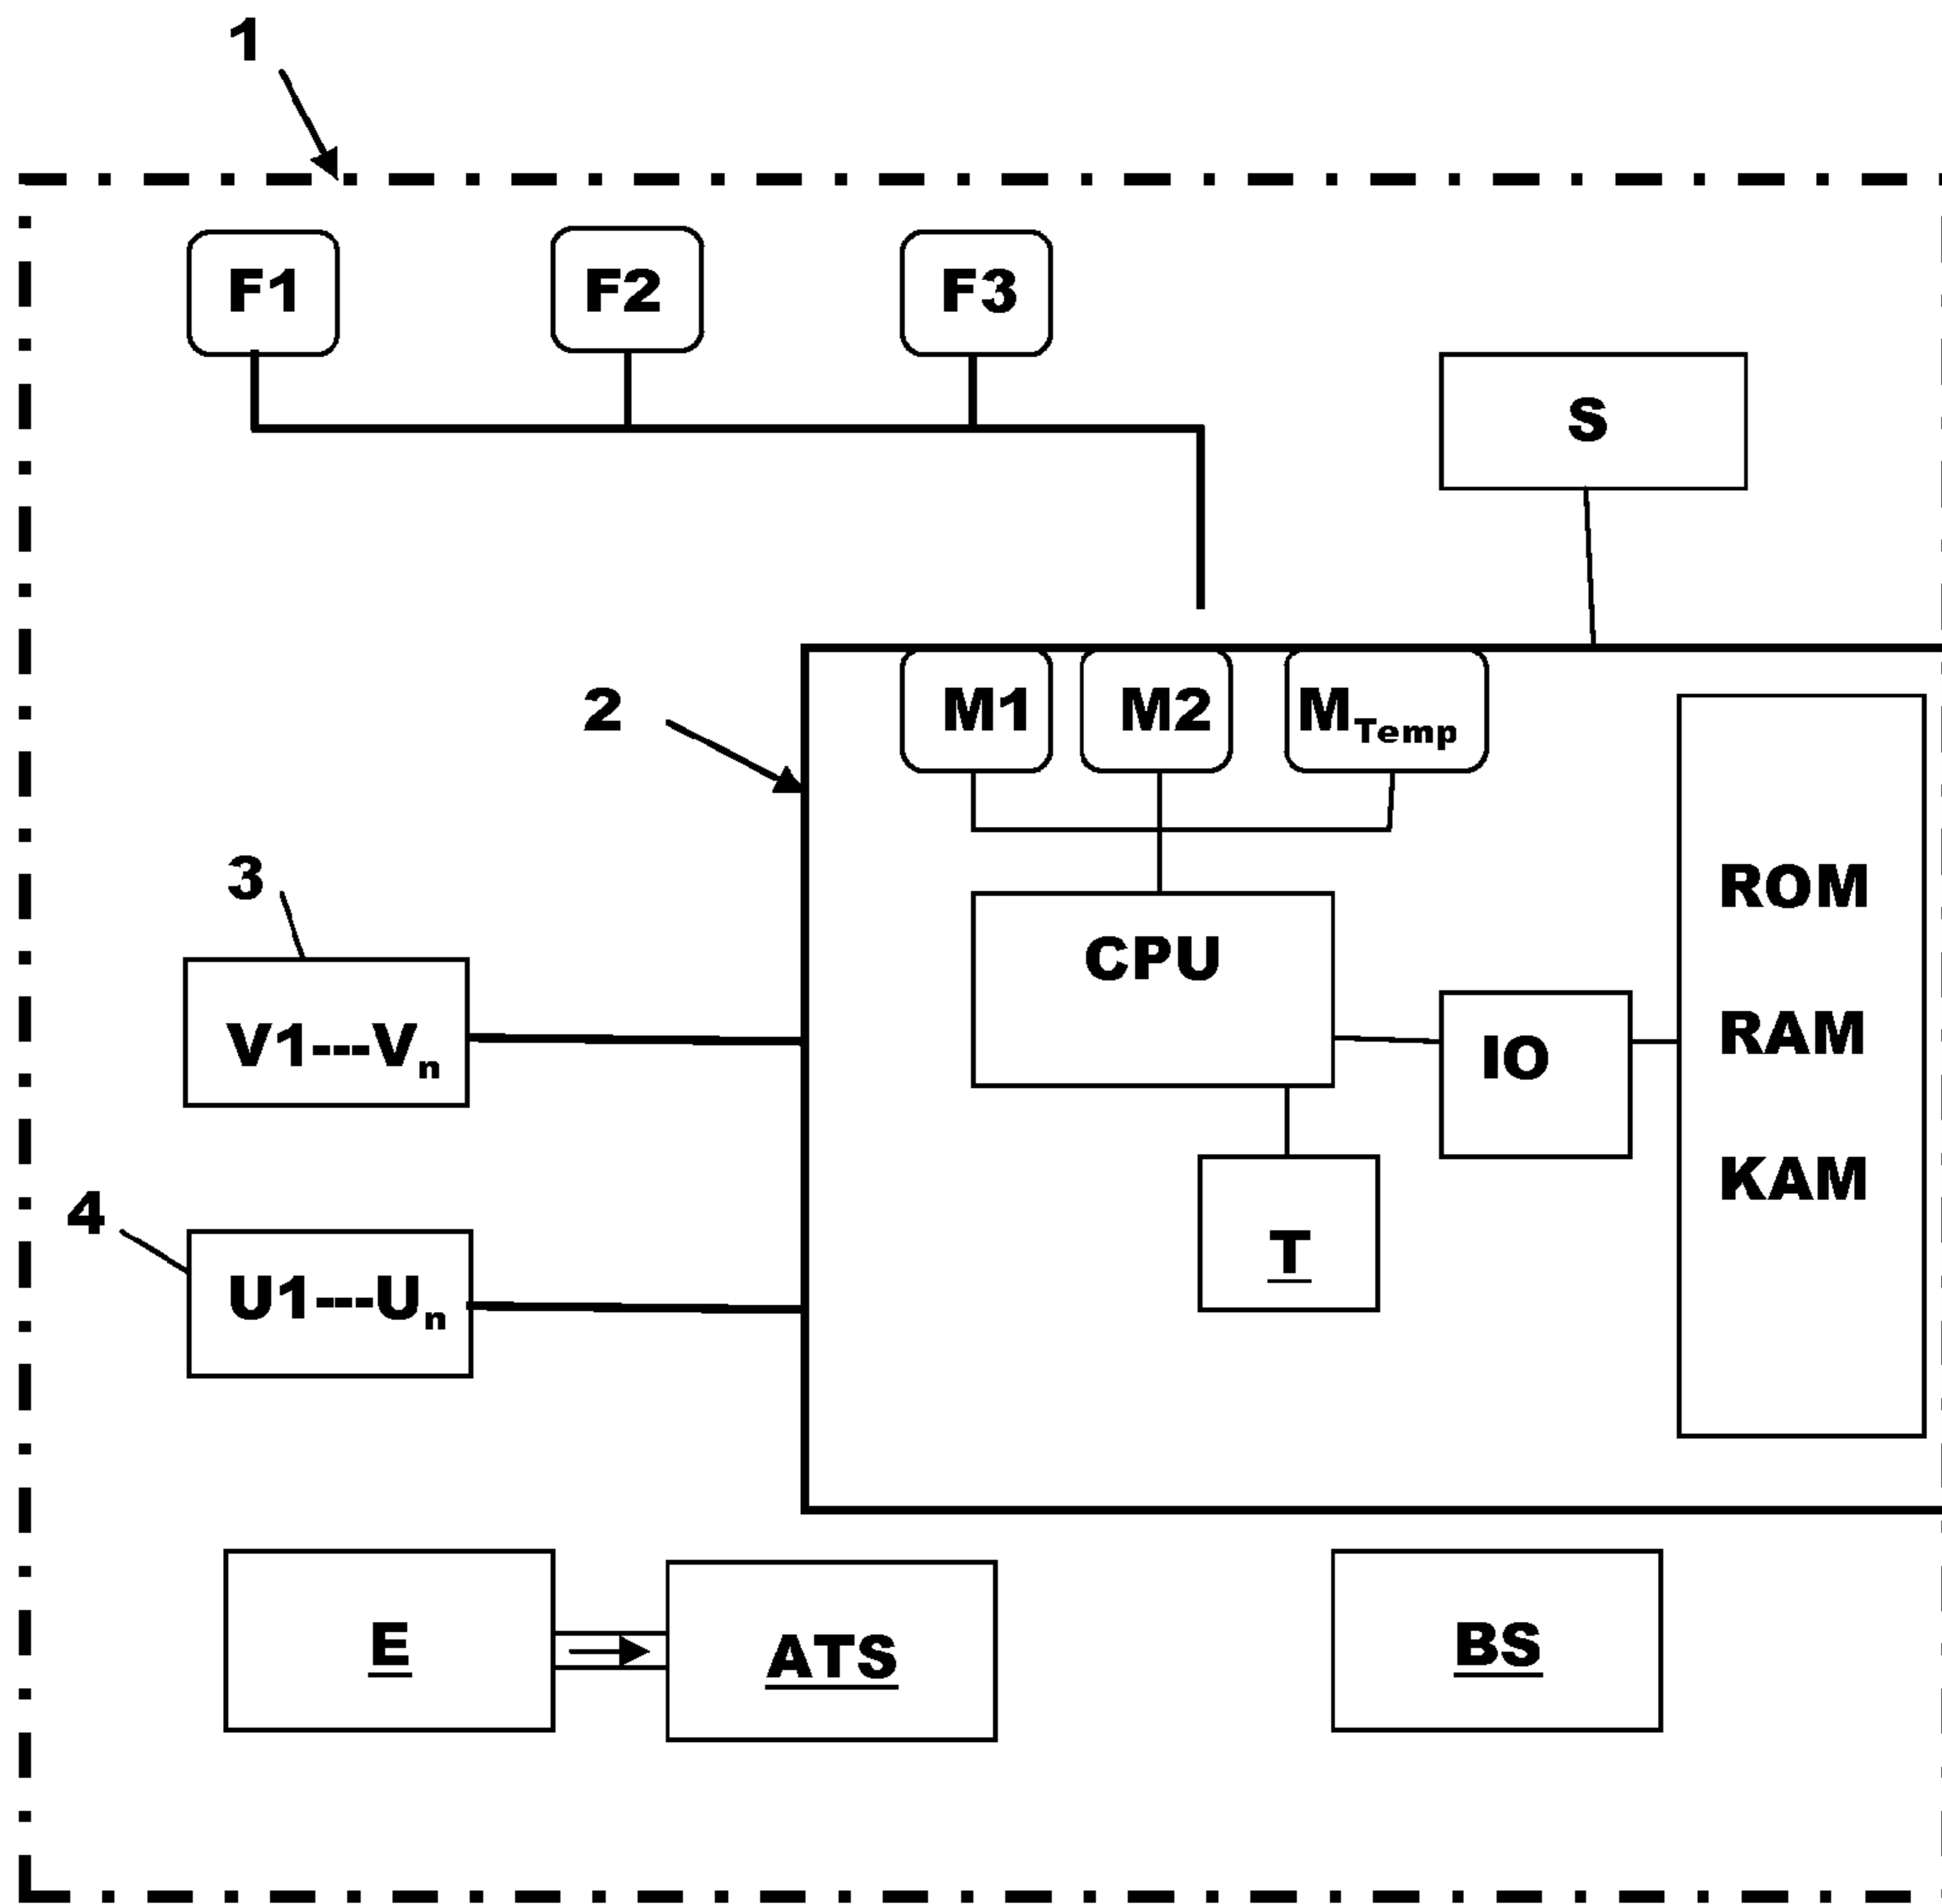 1
F1 F2 F3
S
2
M1 M2 MTemp
3
ROM
CPU
V1---Vn
IO
RAM
KAM
4
T
U1---Un
E
ATS
BS